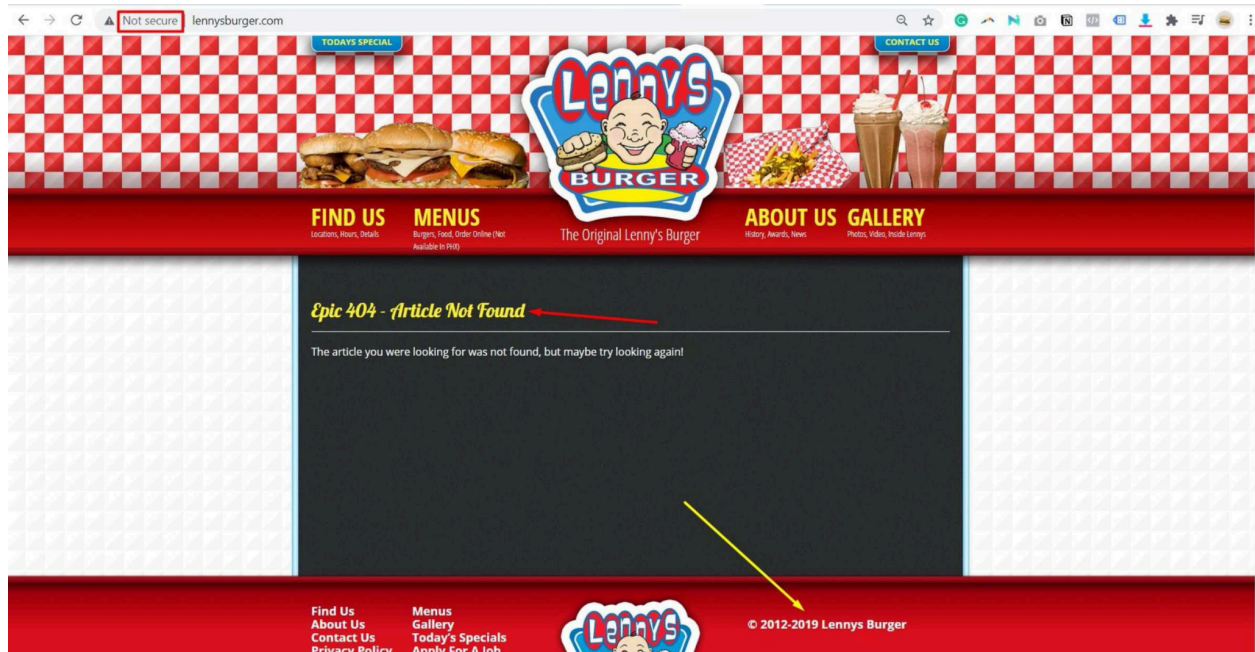 Not secure | lennysburger.com
TODAYS SPECIAL
CONTACT US
LENNYS
BURGER
FIND US
Locations, Hours, Details
MENUS
Burgers, Food, Order Online (Not
Available In PHX)
The Original Lenny's Burger
ABOUT US
History, Awards, News
GALLERY
Photos, Video, Inside Lennys
Epic 404 - Article Not Found
The article you were looking for was not found, but maybe try looking again!
Find Us
About Us
Contact Us
Privacy Policy
Menus
Gallery
Today's Specials
Apply For A Job
LENNYS
© 2012-2019 Lennys Burger